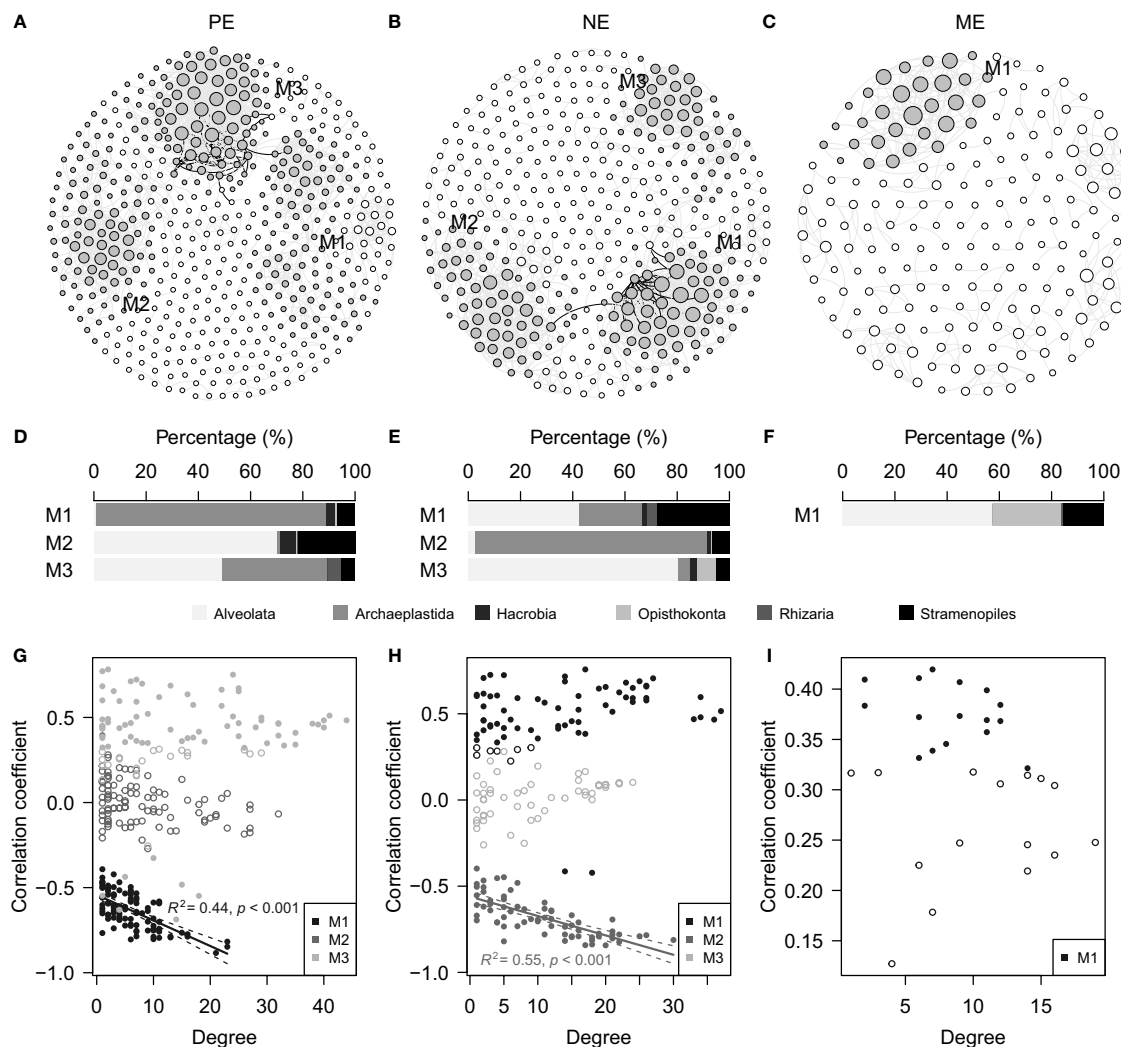 A PE B NE C ME
M3
M1
M2
M3
M2
M1
M1
D Percentage (%) E Percentage (%) F Percentage (%)
0 20 40 60 80 100 0 20 40 60 80 100 0 20 40 60 80 100
M1 M1 M1
M2 M2
M3 M3
Alveolata Archaeplastida Hacrobia Opisthokonta Rhizaria Stramenopiles
G
Correlation coefficient
0.5
0.0
−0.5
−1.0
R² = 0.44, p < 0.001
M1
M2
M3
0 10 20 30 40
Degree
H
Correlation coefficient
0.5
0.0
−0.5
−1.0
R² = 0.55, p < 0.001
M1
M2
M3
0 5 10 20 30
Degree
I
Correlation coefficient
0.40
0.35
0.30
0.25
0.20
0.15
M1
5 10 15
Degree